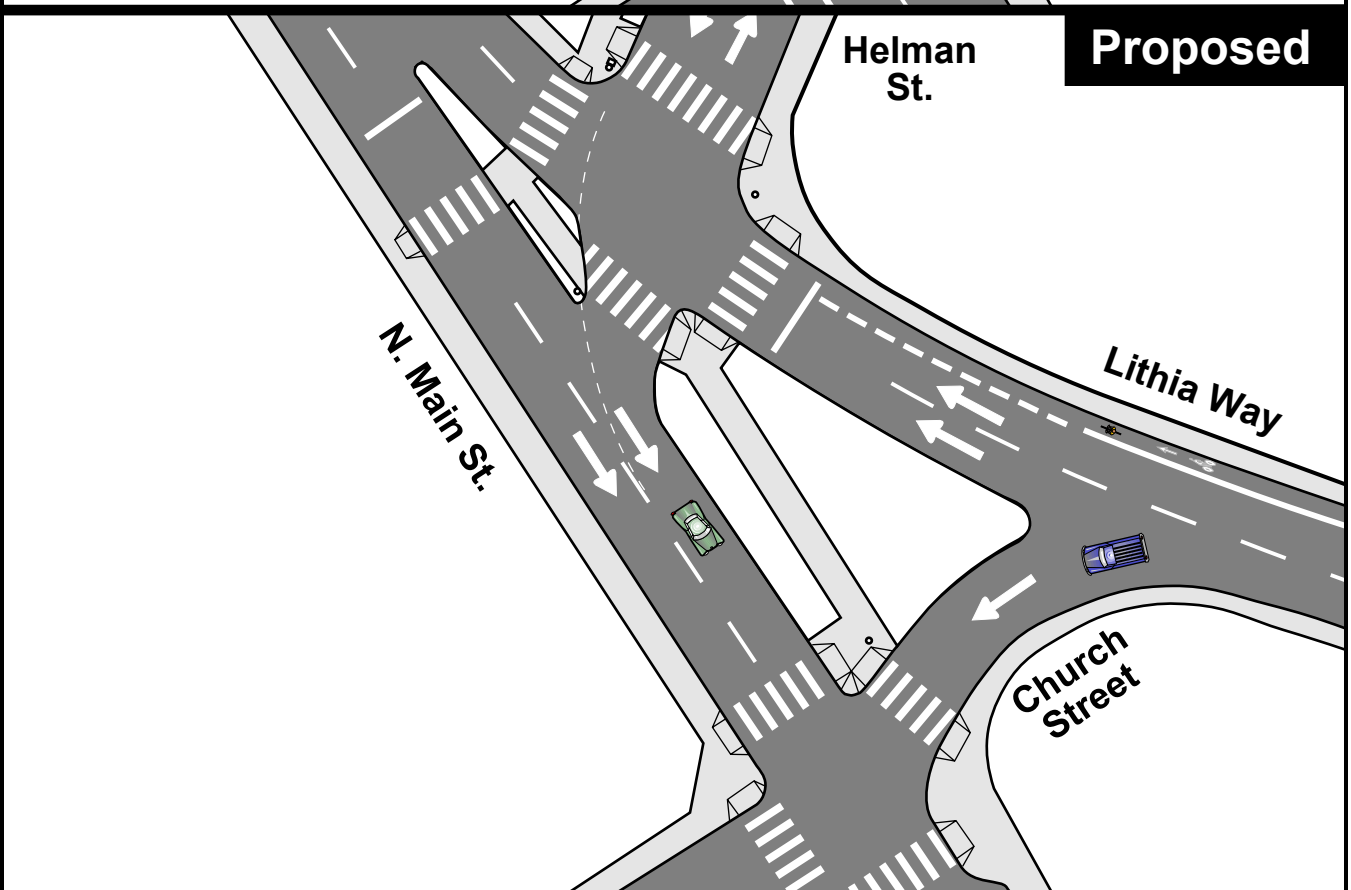 Proposed
Helman
St.
Lithia Way
N. Main St.
Church
Street